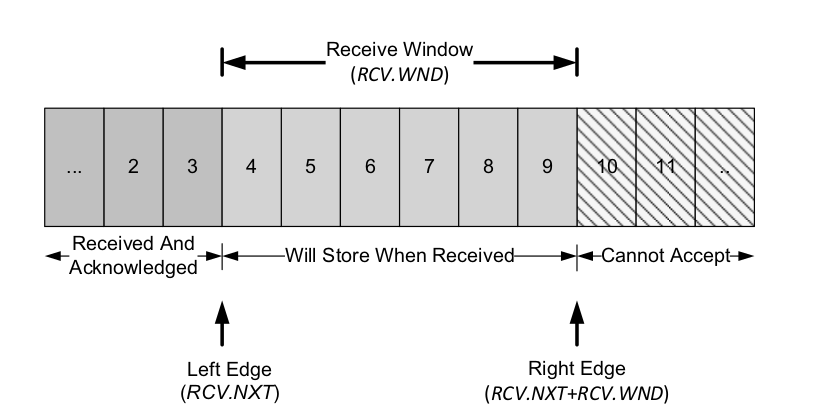 Receive Window
(RCV.WND)
... 2 3 4 5 6 7 8 9 10 11 ..
Received And
Acknowledged
Will Store When Received
Cannot Accept
Left Edge
(RCV.NXT)
Right Edge
(RCV.NXT+RCV.WND)